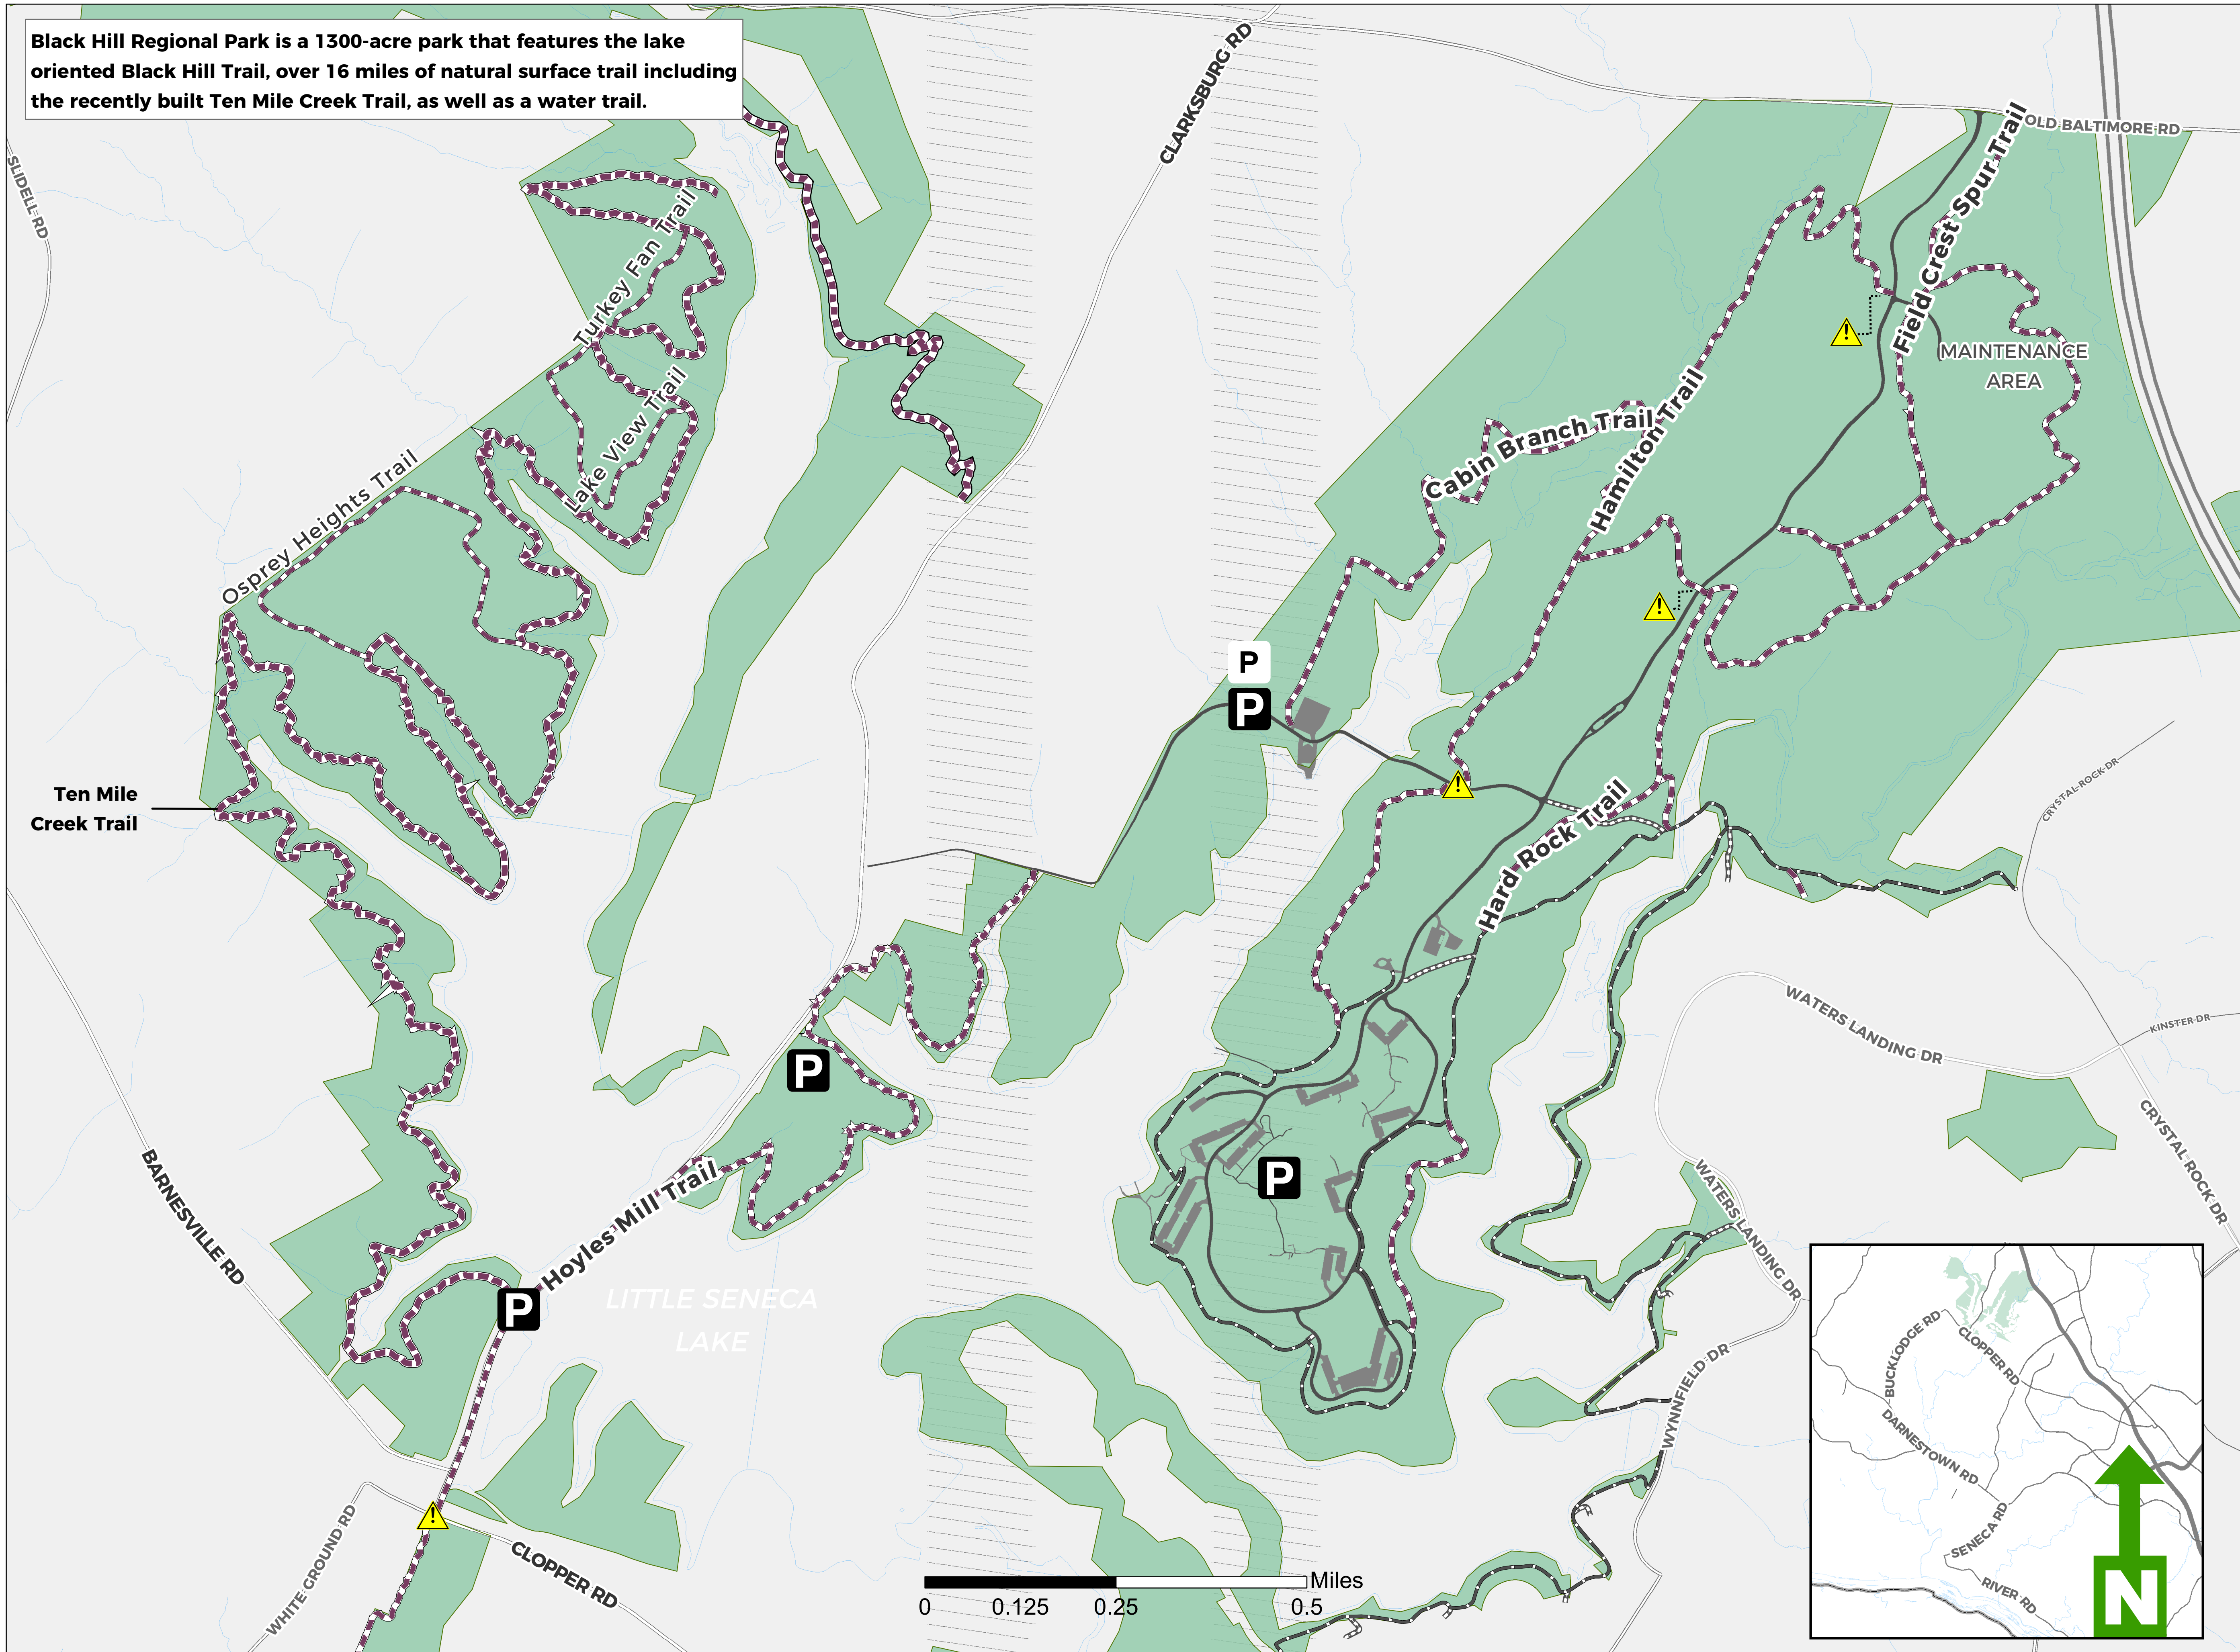 Black Hill Regional Park is a 1300-acre park that features the lake
oriented Black Hill Trail, over 16 miles of natural surface trail including
the recently built Ten Mile Creek Trail, as well as a water trail.
CLARKSBURG RD
OLD BALTIMORE RD
SLIDELL RD
Turkey Fan Trail
Field Crest Spur Trail
MAINTENANCE
AREA
Lake View Trail
Cabin Branch Trail
Hamilton Trail
Osprey Heights Trail
P
P
Ten Mile
Creek Trail
Hard Rock Trail
CRYSTAL ROCK DR
WATERS LANDING DR
KINSTER DR
P
P
CRYSTAL ROCK DR
BARNESVILLE RD
Hoyles Mill Trail
WATERS LANDING DR
P
LITTLE SENECA
LAKE
WYNNFIELD DR
WHITE GROUND RD
CLOPPER RD
Miles
0
0.125
0.25
0.5
BUCKLODGE RD
CLOPPER RD
DARNESTOWN RD
SENECA RD
RIVER RD
N
!
!
!
!